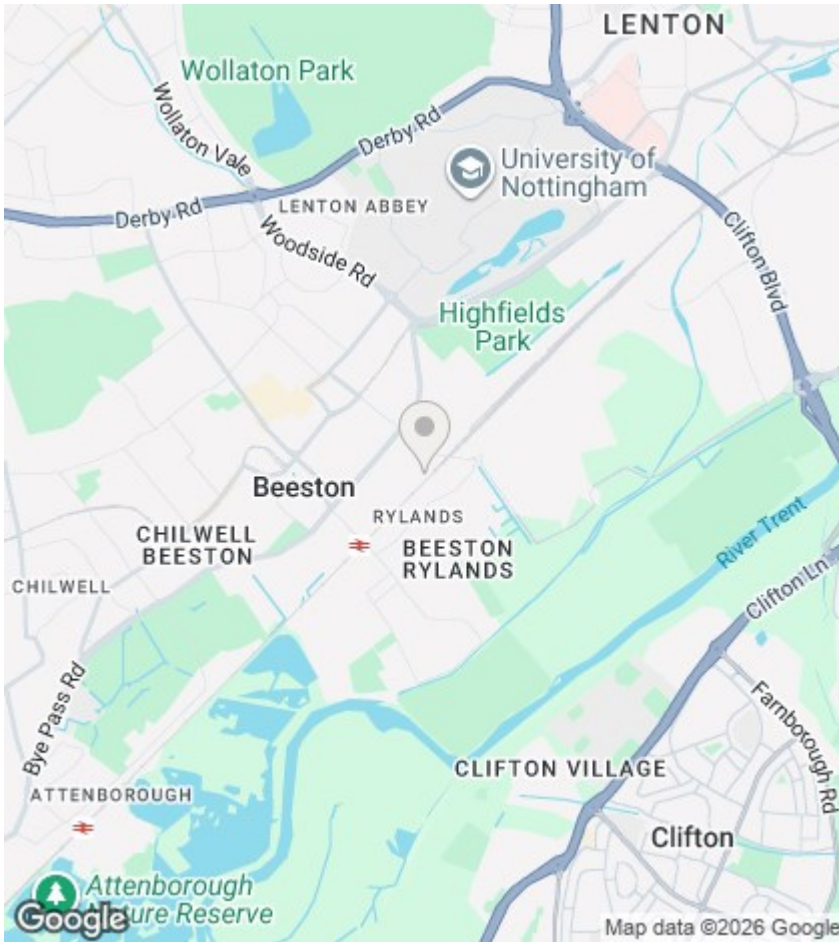 LENTON
Wollaton Park
Wollaton Vale
Derby Rd
University of
Nottingham
Derby Rd
LENTON ABBEY
Woodside Rd
Clifton Blvd
Highfields
Park
Beeston
RYLANDS
CHILWELL
BEESTON
BEESTON
RYLANDS
River Trent
CHILWELL
Clifton Ln
Bye Pass Rd
Farnborough Rd
CLIFTON VILLAGE
ATTENBOROUGH
Clifton
Attenborough
Nature Reserve
Google
Map data ©2026 Google